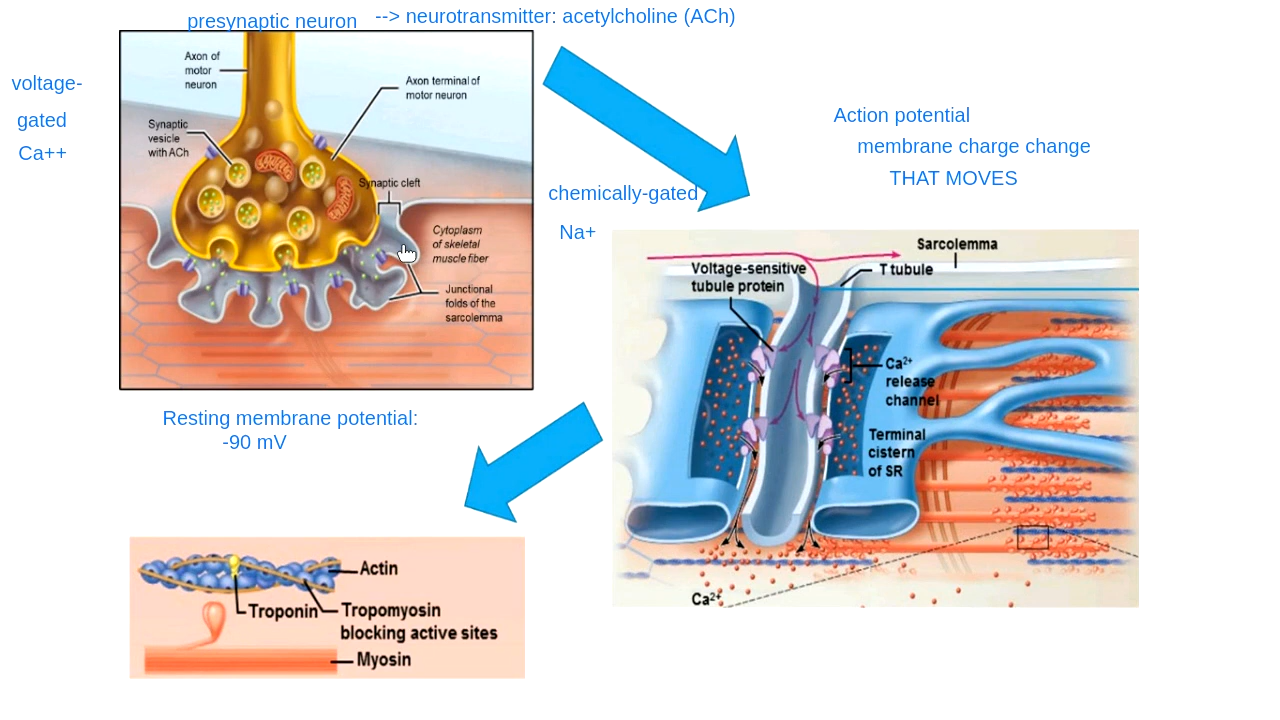 presynaptic neuron
--> neurotransmitter: acetylcholine (ACh)
voltage-
gated
Ca++
Axon of
motor
neuron
Axon terminal of
motor neuron
Synaptic
vesicle
with ACh
Synaptic cleft
Cytoplasm
of skeletal
muscle fiber
Junctional
folds of the
sarcolemma
Action potential
membrane charge change
THAT MOVES
chemically-gated
Na+
Sarcolemma
Voltage-sensitive
tubule protein
T tubule
Ca2+
release
channel
Terminal
cistern
of SR
Ca2+
Resting membrane potential:
-90 mV
Actin
Troponin
Tropomyosin
blocking active sites
Myosin